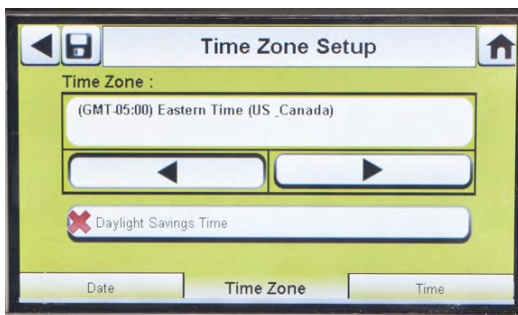 Time Zone Setup
Time Zone :
(GMT-05:00) Eastern Time (US _Canada)
Daylight Savings Time
Date
Time Zone
Time